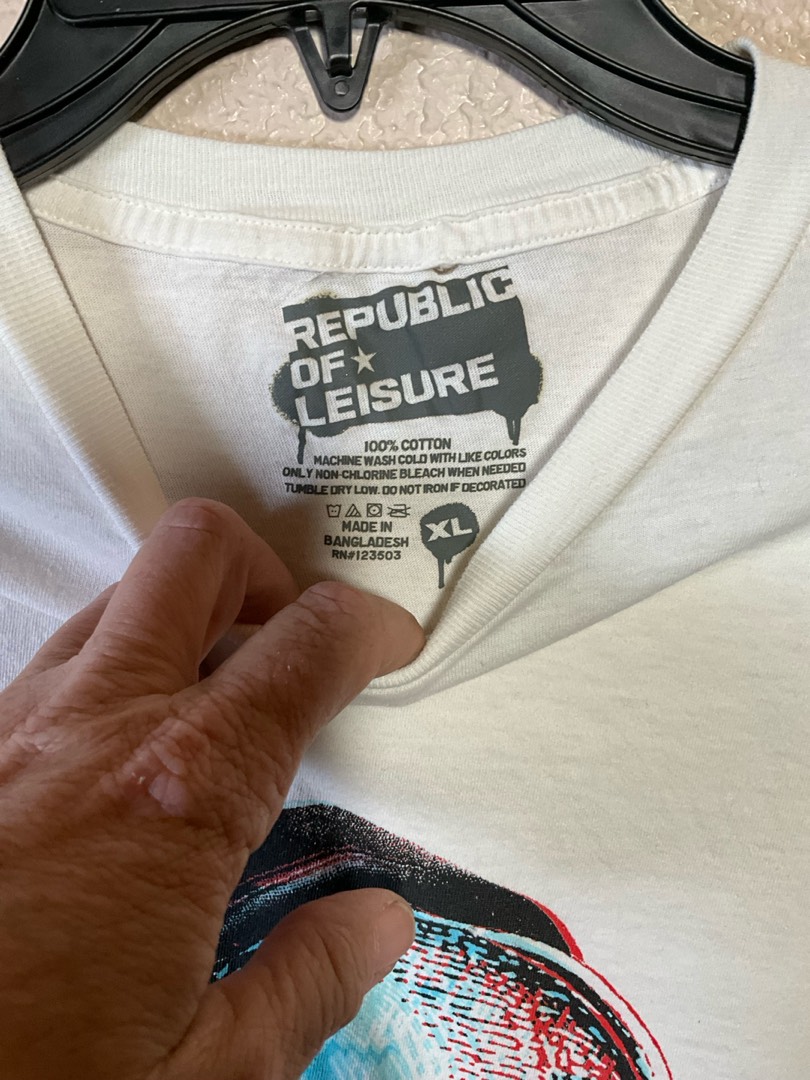 REPUBLIC
OF
LEISURE
100% COTTON
MACHINE WASH COLD WITH LIKE COLORS
ONLY NON-CHLORINE BLEACH WHEN NEEDED
TUMBLE DRY LOW. DO NOT IRON IF DECORATED
MADE IN
BANGLADESH
RN#123503
XL